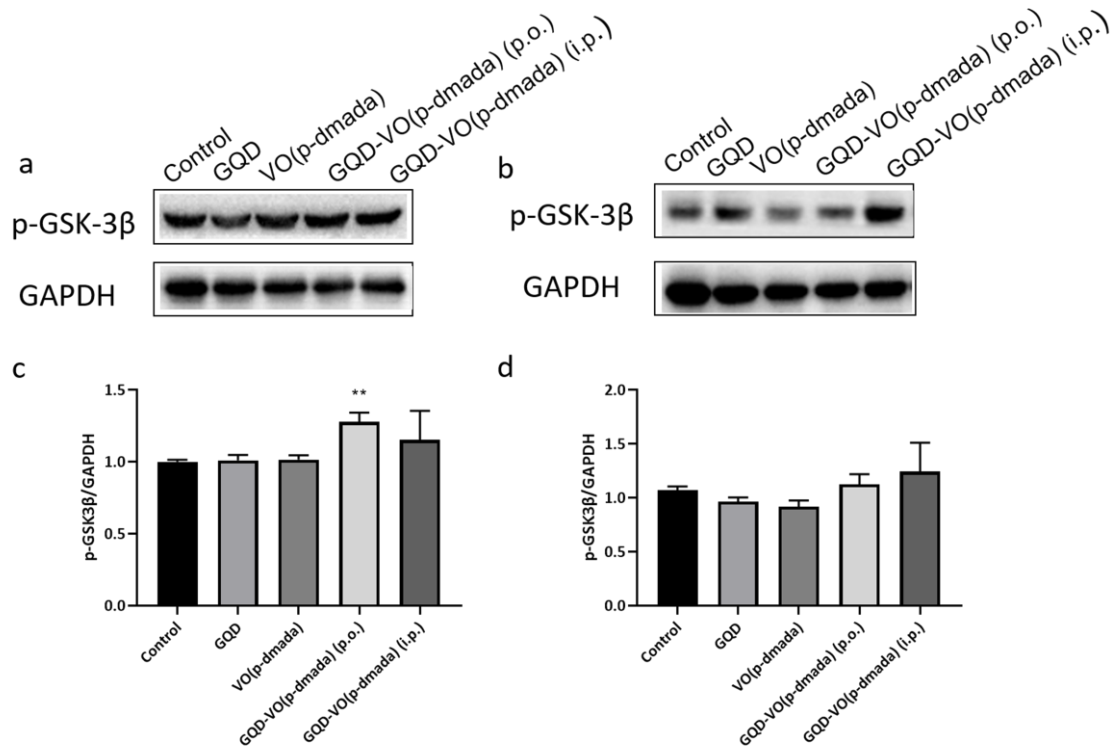 a
Control
GQD
VO(p-dmada)
GQD-VO(p-dmada) (p.o.)
GQD-VO(p-dmada) (i.p.)
p-GSK-3β
GAPDH
b
Control
GQD
VO(p-dmada)
GQD-VO(p-dmada) (p.o.)
GQD-VO(p-dmada) (i.p.)
p-GSK-3β
GAPDH
c
p-GSK3β/GAPDH
1.5
1.0
0.5
0.0
**
Control
GQD
VO(p-dmada)
GQD-VO(p-dmada) (p.o.)
GQD-VO(p-dmada) (i.p.)
d
p-GSK3β/GAPDH
2.0
1.5
1.0
0.5
0.0
Control
GQD
VO(p-dmada)
GQD-VO(p-dmada) (p.o.)
GQD-VO(p-dmada) (i.p.)